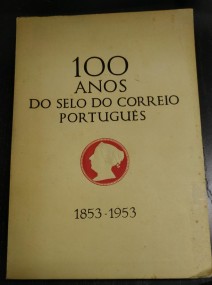 100
ANOS
DO SELO DO CORREIO
PORTUGUÊS
1853-1953